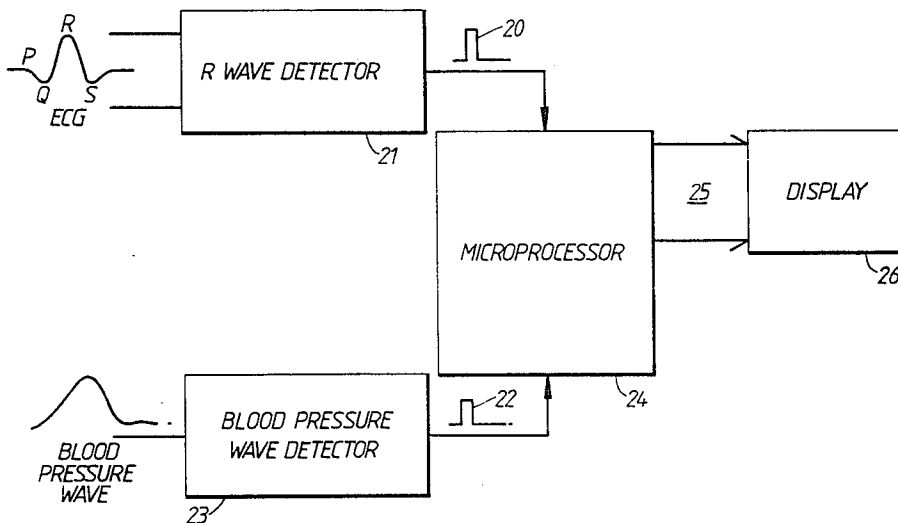 R
P
Q
S
ECG
R WAVE DETECTOR
21
20
MICROPROCESSOR
24
25
DISPLAY
26
BLOOD
PRESSURE
WAVE
BLOOD PRESSURE
WAVE DETECTOR
23
22